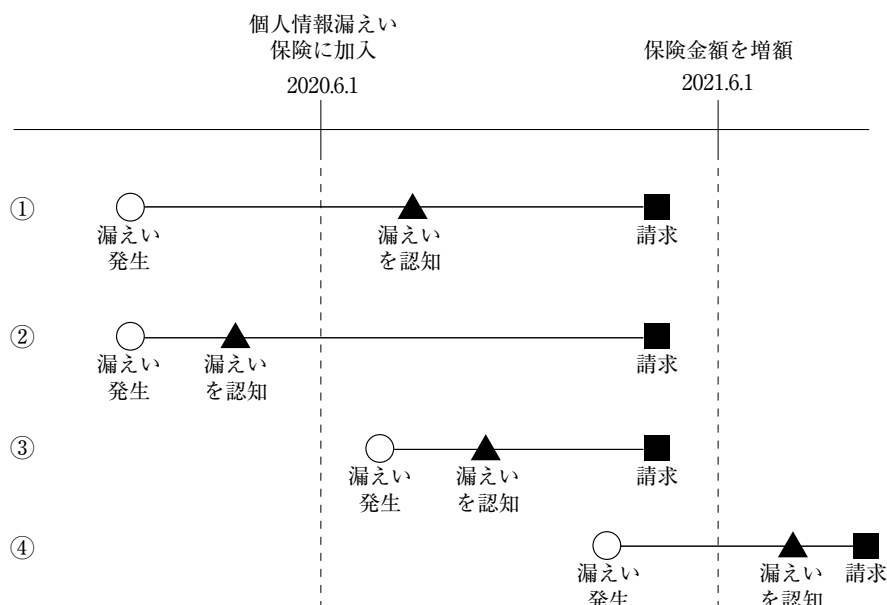 個人情報漏えい
保険に加入
2020.6.1
保険金額を増額
2021.6.1
①
漏えい
発生
漏えい
を認知
請求
②
漏えい
発生
漏えい
を認知
請求
③
漏えい
発生
漏えい
を認知
請求
④
漏えい
発生
漏えい
を認知
請求